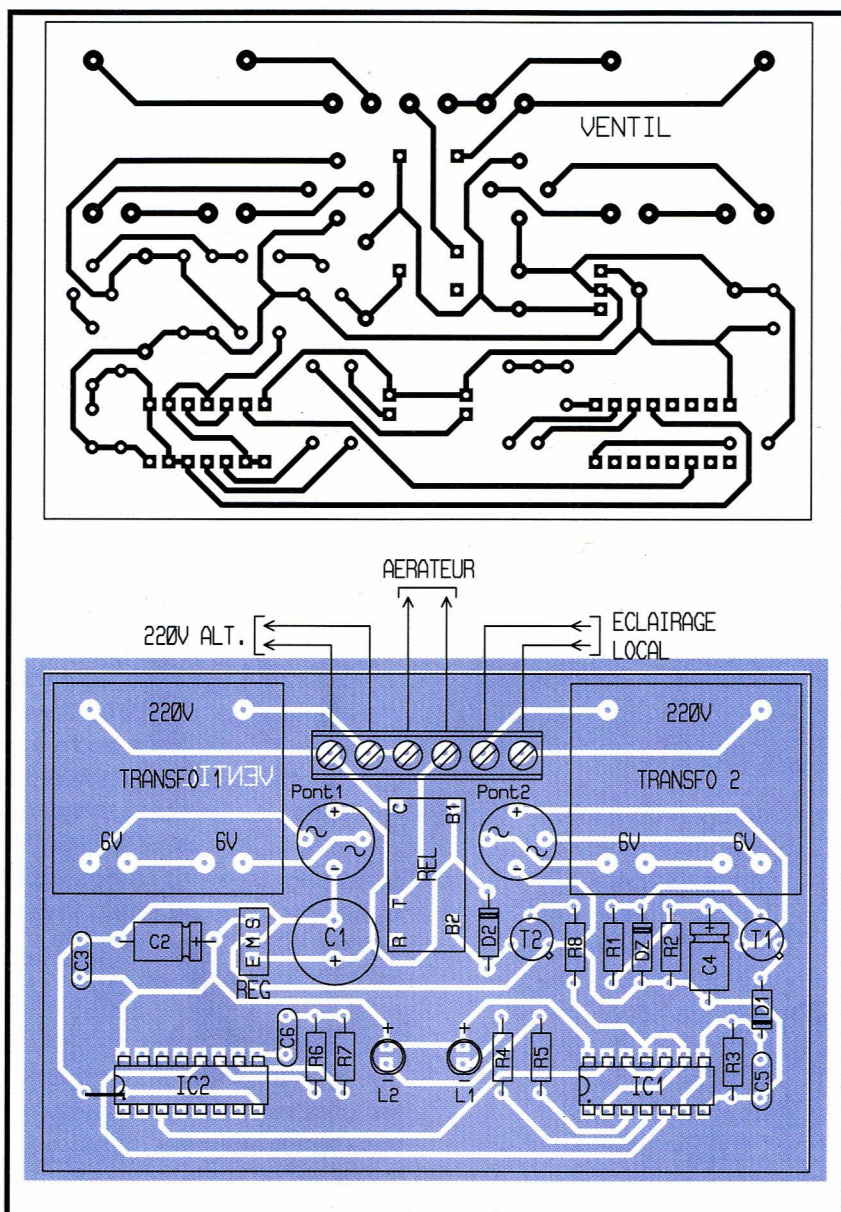 VENTIL
AERATEUR
220V ALT.
ECLAIRAGE
LOCAL
220V
220V
TRANSFO 1
VENTIL
TRANSFO 2
Pont1
Pont2
C
B1
+
+
6V
6V
6V
6V
REL
-
-
T
R
B2
C2
+
E M S
REG
C1
+
D2
T2
R8
R1
DZ
R2
+
C4
T1
C3
D1
C6
R6
R7
+
+
R4
R5
R3
C5
IC2
-
L2
-
L1
IC1